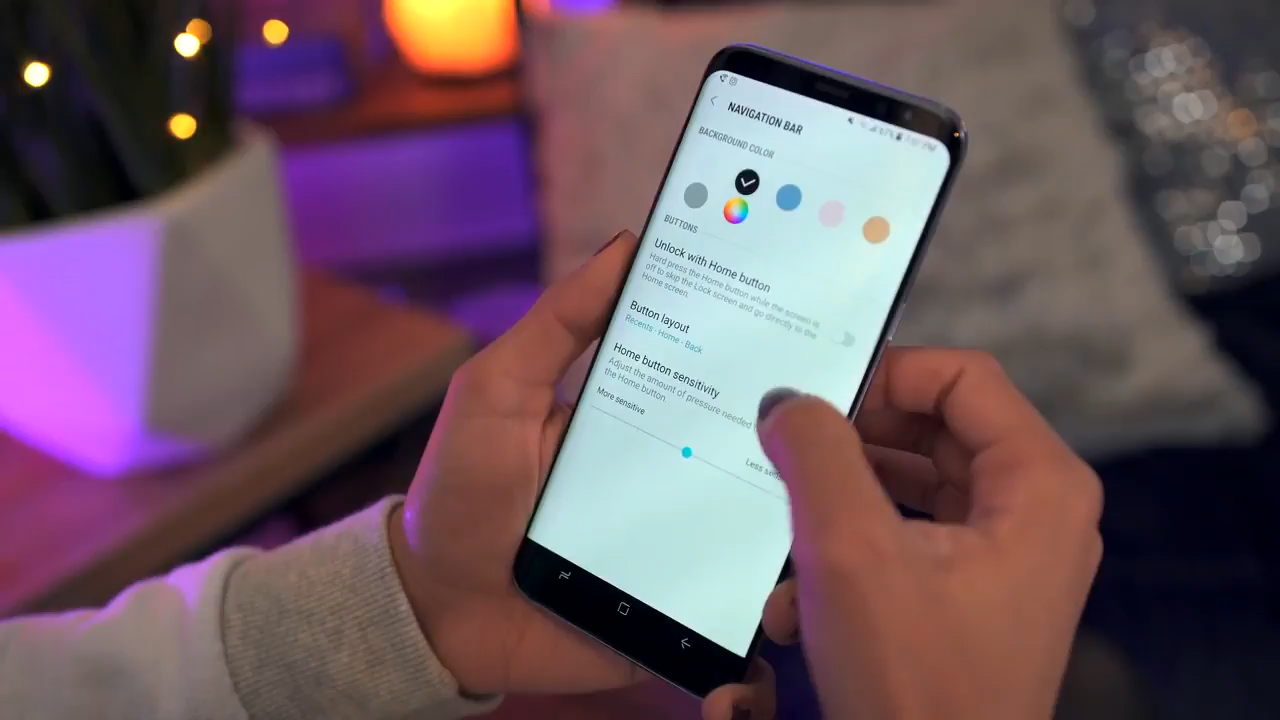 67%
NAVIGATION BAR
BACKGROUND COLOR
BUTTONS
Unlock with Home button
Hard press the Home button while the screen is
off to skip the Lock screen and go directly to the
Home screen.
Button layout
Recents - Home - Back
Home button sensitivity
Adjust the amount of pressure needed
the Home button.
More sensitive
Less